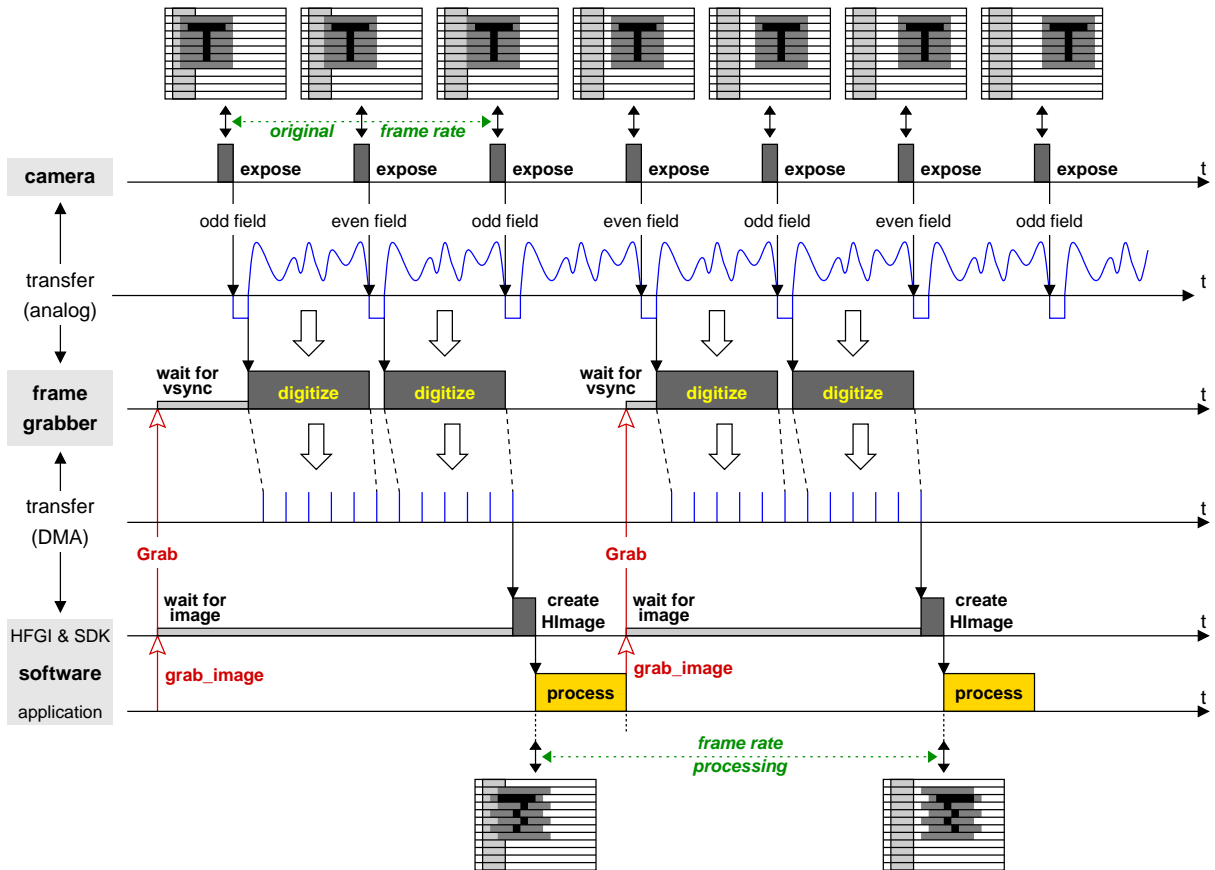 original frame rate
expose expose expose expose expose expose expose
camera
t
odd field even field odd field even field odd field even field odd field
transfer
(analog)
t
wait for
vsync
digitize digitize
wait for
vsync
digitize digitize
frame
grabber
t
transfer
(DMA)
t
Grab Grab
wait for
image
create
HImage
wait for
image
create
HImage
t
HFGI & SDK
software
application
grab_image grab_image
process process
t
frame rate
processing